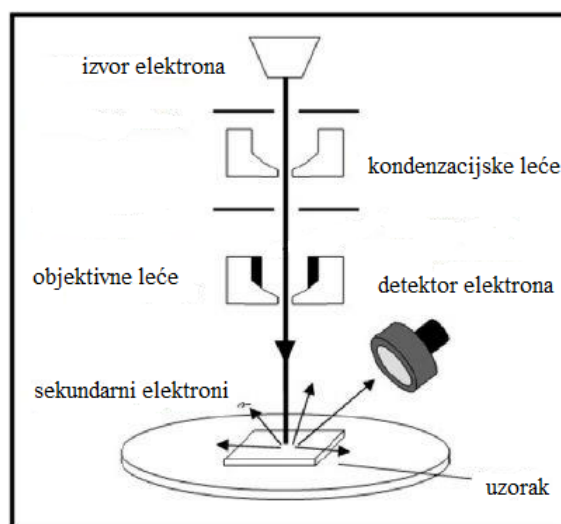 izvor elektrona
kondenzacijske leće
objektivne leće
detektor elektrona
sekundarni elektroni
uzorak